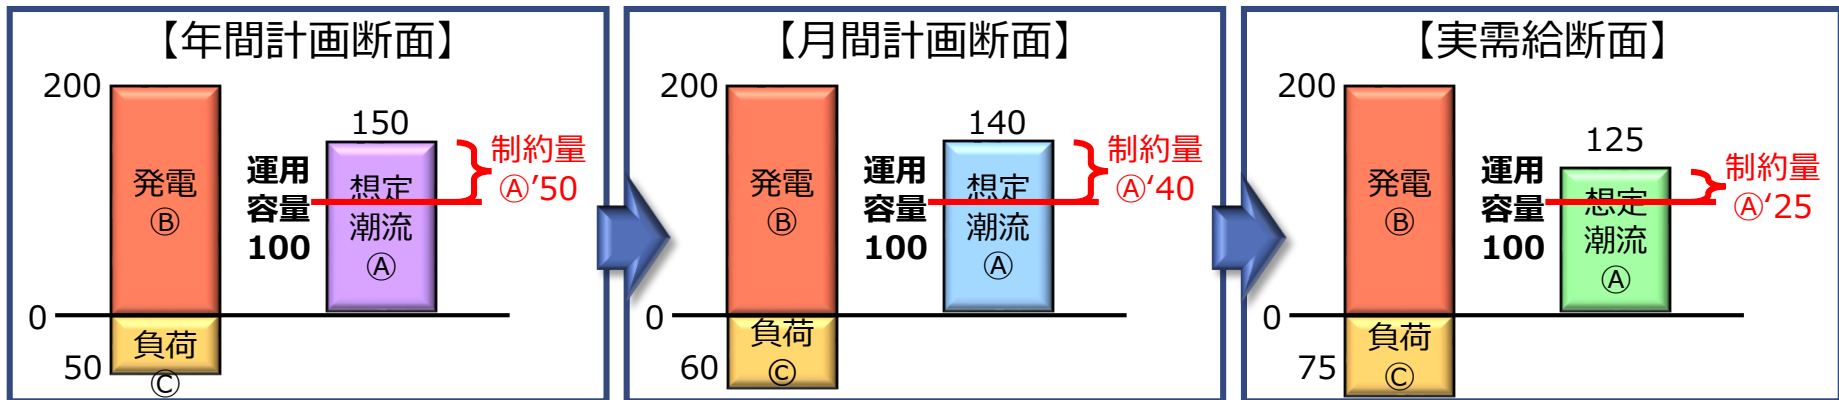 【年間計画断面】
200
発電
Ⓑ
運用
容量
100
150
想定
潮流
Ⓐ
制約量
Ⓐ’50
0
負荷
Ⓒ
50
【月間計画断面】
200
発電
Ⓑ
運用
容量
100
140
想定
潮流
Ⓐ
制約量
Ⓐ‘40
0
負荷
Ⓒ
60
【実需給断面】
200
発電
Ⓑ
運用
容量
100
125
想定
潮流
Ⓐ
制約量
Ⓐ‘25
0
負荷
Ⓒ
75